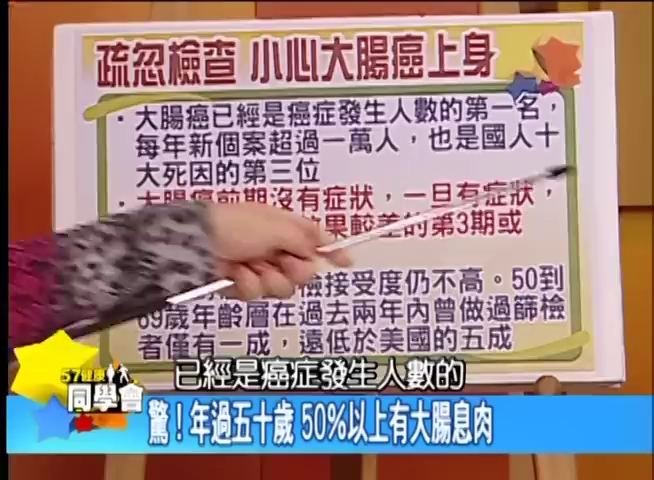 疏忽檢查 小心大腸癌上身
·大腸癌已經是癌症發生人數的第一名，
每年新個案超過一萬人，也是國人十
大死因的第三位
·大腸癌前期沒有症狀，一旦有症狀，
果較差的第3期或
檢接受度仍不高。50到
69歲年齡層在過去兩年內曾做過篩檢
者僅有一成，遠低於美國的五成
已經是癌症發生人數的
57健康
同學會
驚！年過五十歲 50%以上有大腸息肉